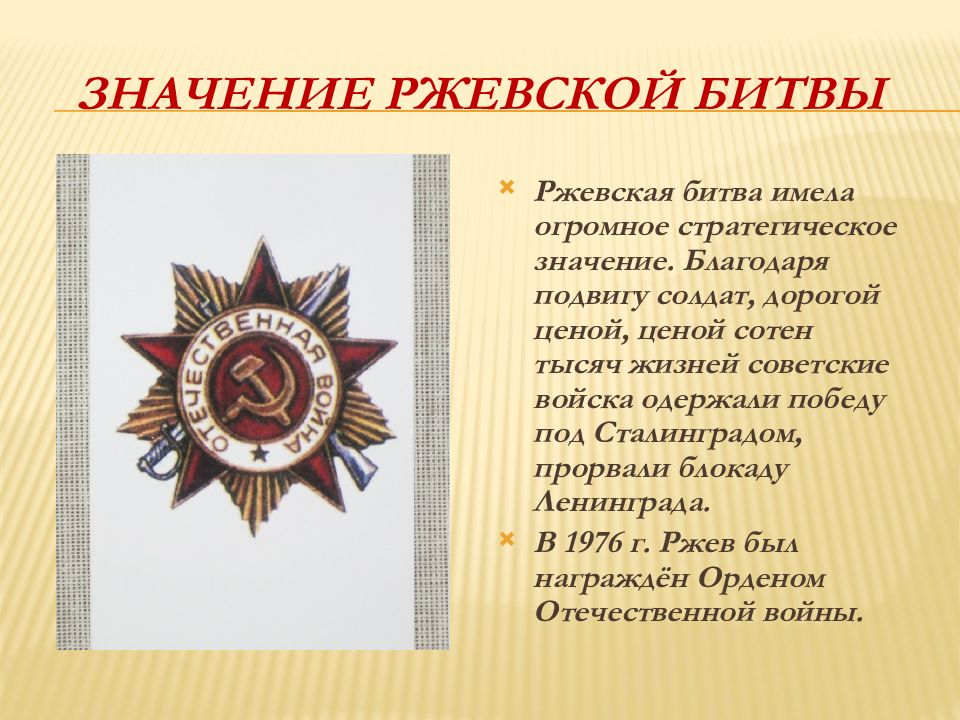 ЗНАЧЕНИЕ РЖЕВСКОЙ БИТВЫ
ОТЕЧЕСТВЕННАЯ ВОЙНА
Ржевская битва имела
огромное стратегическое
значение. Благодаря
подвигу солдат, дорогой
ценой, ценой сотен
тысяч жизней советские
войска одержали победу
под Сталинградом,
прорвали блокаду
Ленинграда.
В 1976 г. Ржев был
награждён Орденом
Отечественной войны.